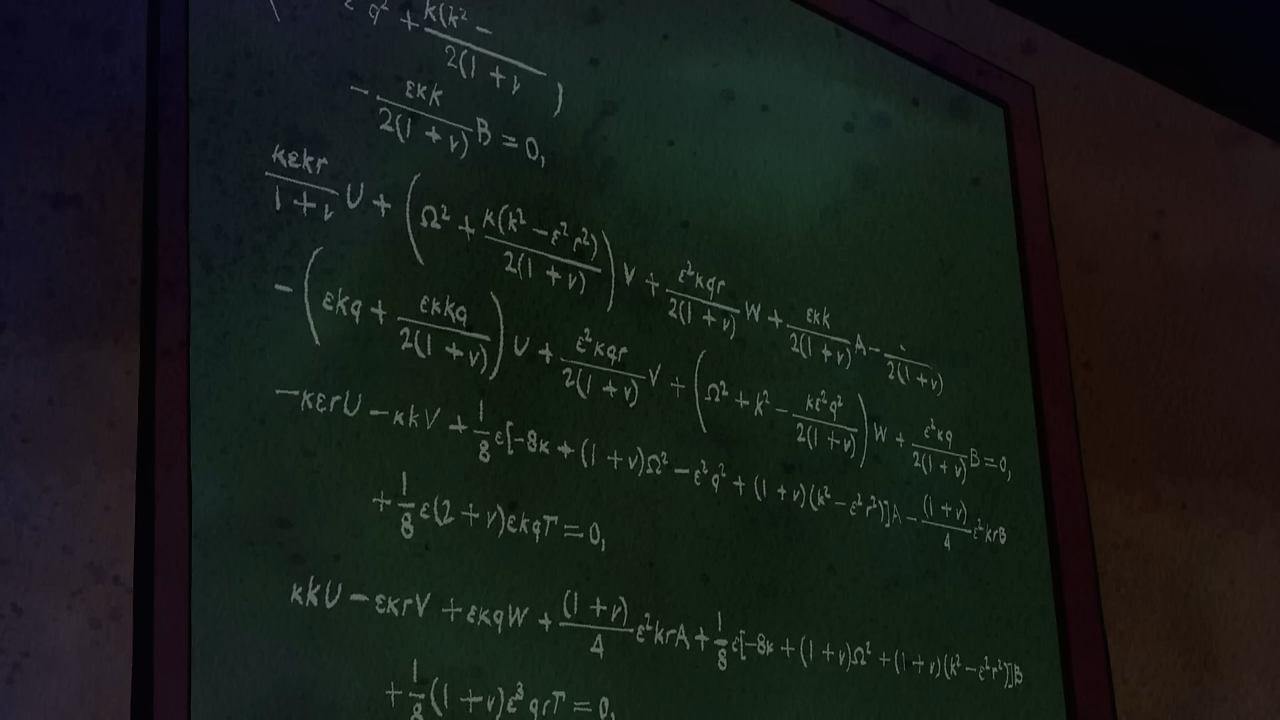 ε q² + k(k² − / 2(1 + ν )
− εκk / 2(1 + ν) B = 0,
κεkr / 1 + ν U + (Ω² + κ(k² − ε²r²) / 2(1 + ν)) V + ε²κqr / 2(1 + ν) W + εκk / 2(1 + ν) A − / 2(1 + ν)
− (εkq + εκkq / 2(1 + ν)) U + ε²κqr / 2(1 + ν) V + (Ω² + k² − κε²q² / 2(1 + ν)) W + ε²κq / 2(1 + ν) B = 0,
−κεrU − κkV + 1/8 ε[−8κ + (1 + ν)Ω² − ε²q² + (1 + ν)(k² − ε²r²)]A − (1 + ν)/4 ε²krB
+ 1/8 ε(2 + ν)εkqT = 0,
κkU − εκrV + εκqW + (1 + ν)/4 ε²krA + 1/8 ε[−8κ + (1 + ν)Ω² + (1 + ν)(k² − ε²r²)]B
+ 1/8 (1 + ν)ε³qrT = 0,